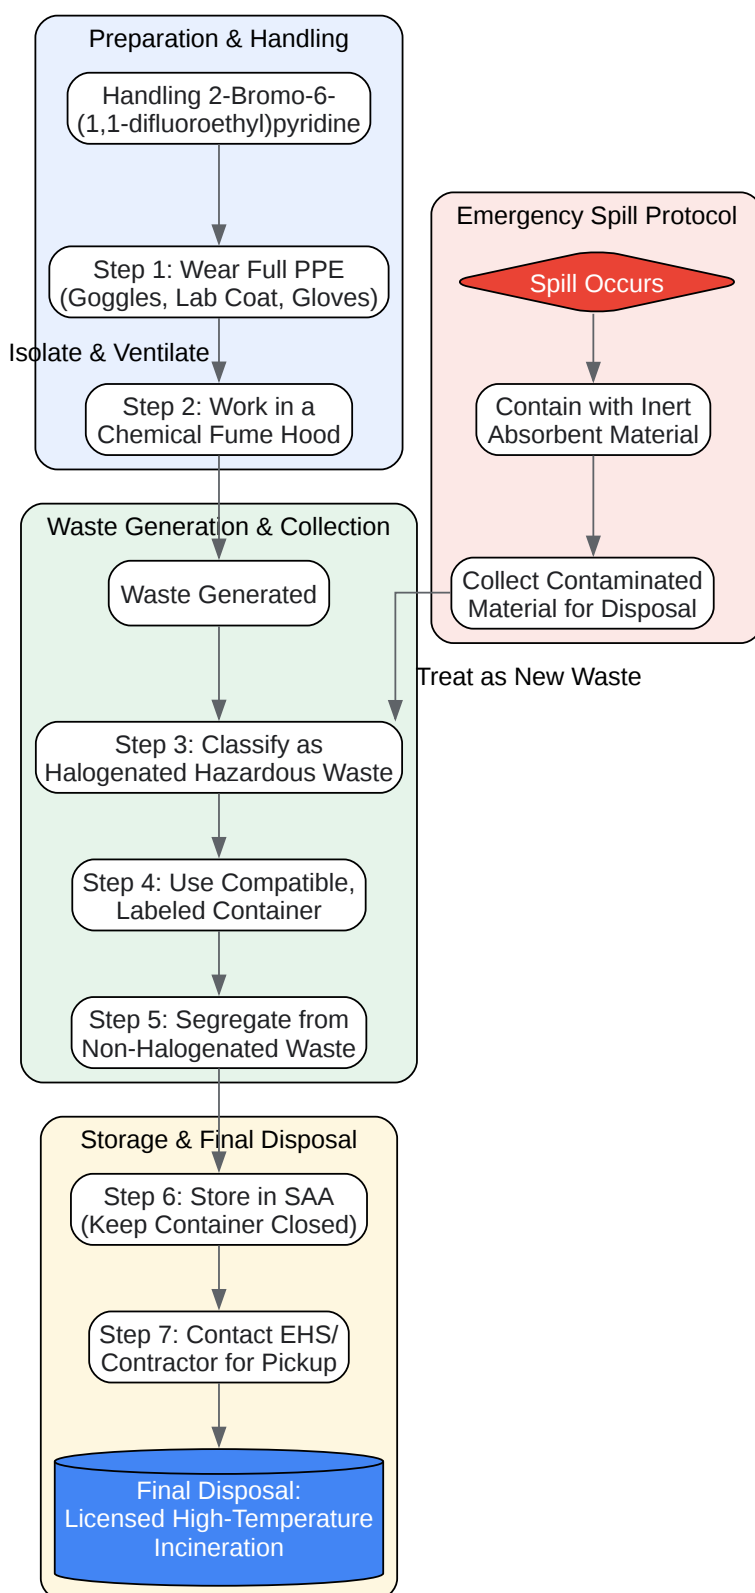 Preparation & Handling
Handling 2-Bromo-6-
(1,1-difluoroethyl)pyridine
Step 1: Wear Full PPE
(Goggles, Lab Coat, Gloves)
Isolate & Ventilate
Step 2: Work in a
Chemical Fume Hood
Emergency Spill Protocol
Spill Occurs
Contain with Inert
Absorbent Material
Collect Contaminated
Material for Disposal
Treat as New Waste
Waste Generation & Collection
Waste Generated
Step 3: Classify as
Halogenated Hazardous Waste
Step 4: Use Compatible,
Labeled Container
Step 5: Segregate from
Non-Halogenated Waste
Storage & Final Disposal
Step 6: Store in SAA
(Keep Container Closed)
Step 7: Contact EHS/
Contractor for Pickup
Final Disposal:
Licensed High-Temperature
Incineration